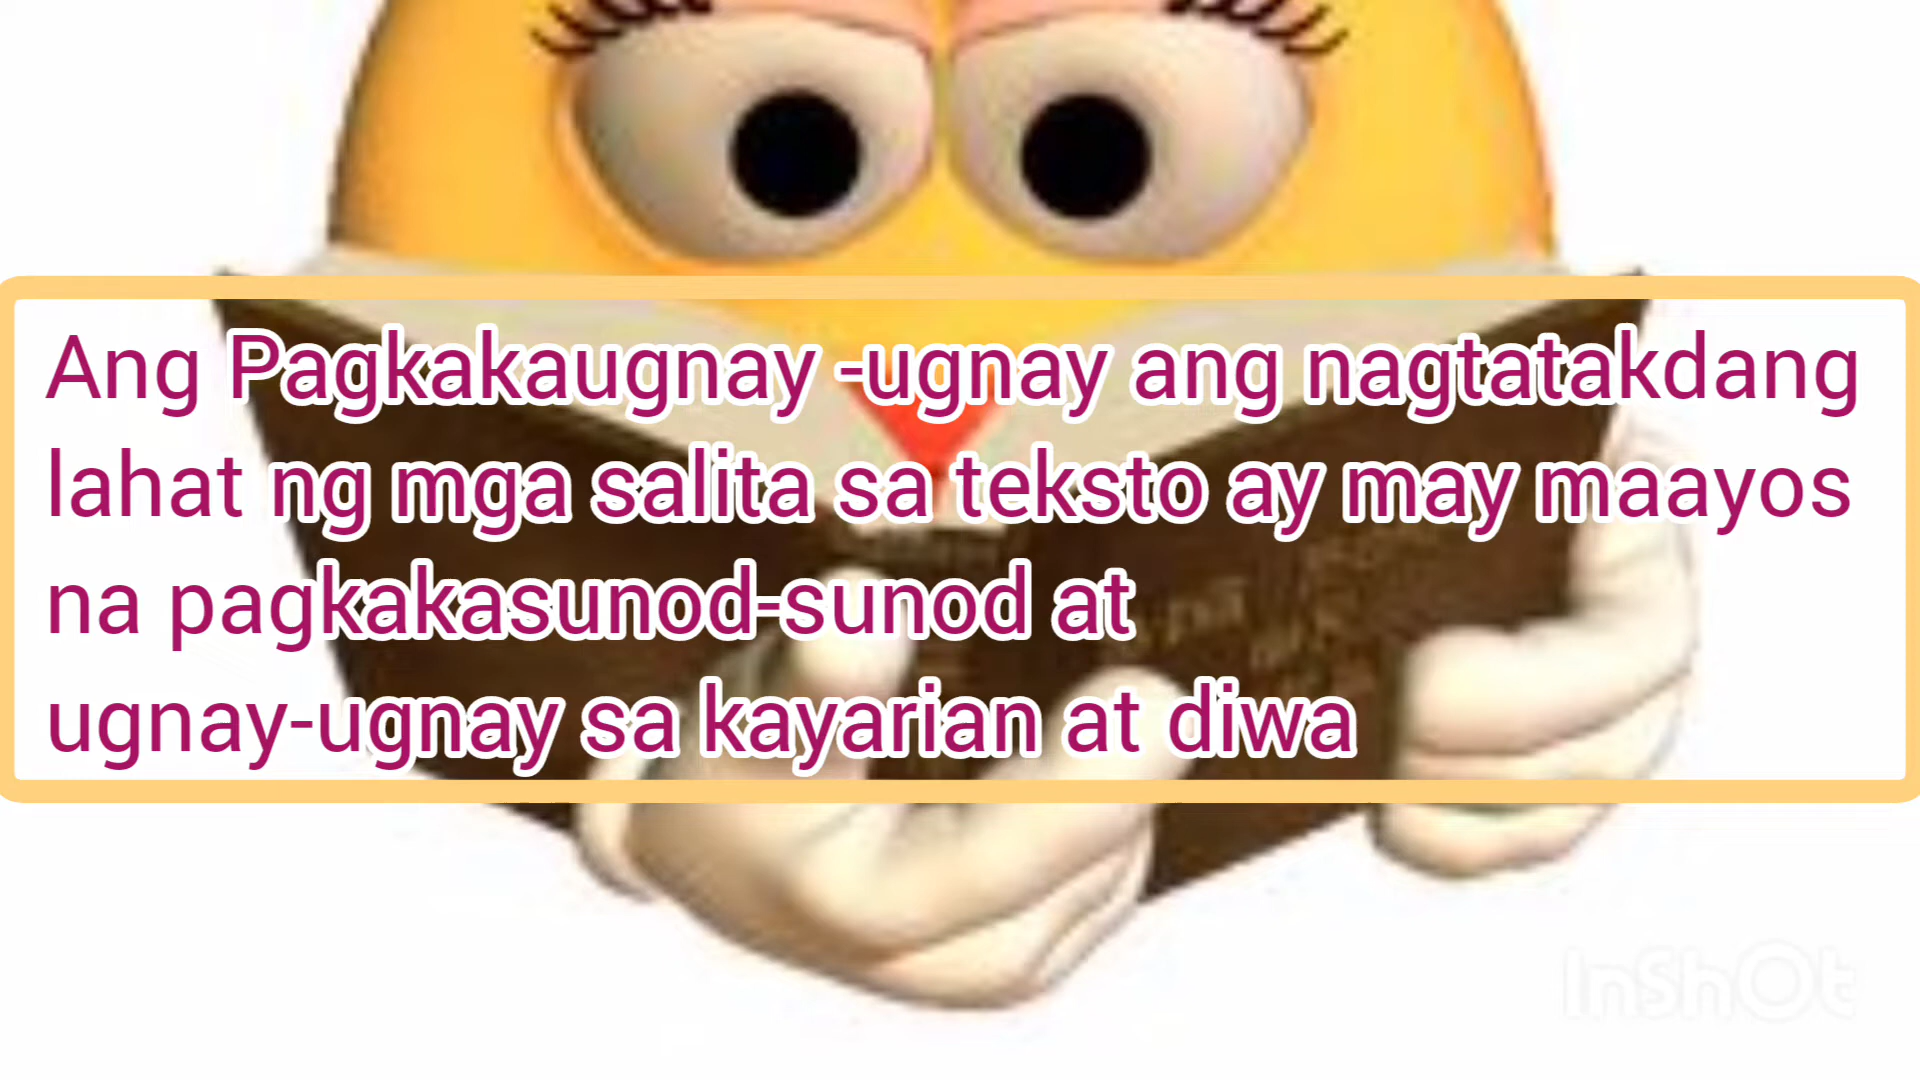 Ang Pagkakaugnay -ugnay ang nagtatakdang
lahat ng mga salita sa teksto ay may maayos
na pagkakasunod-sunod at
ugnay-ugnay sa kayarian at diwa
InShOt